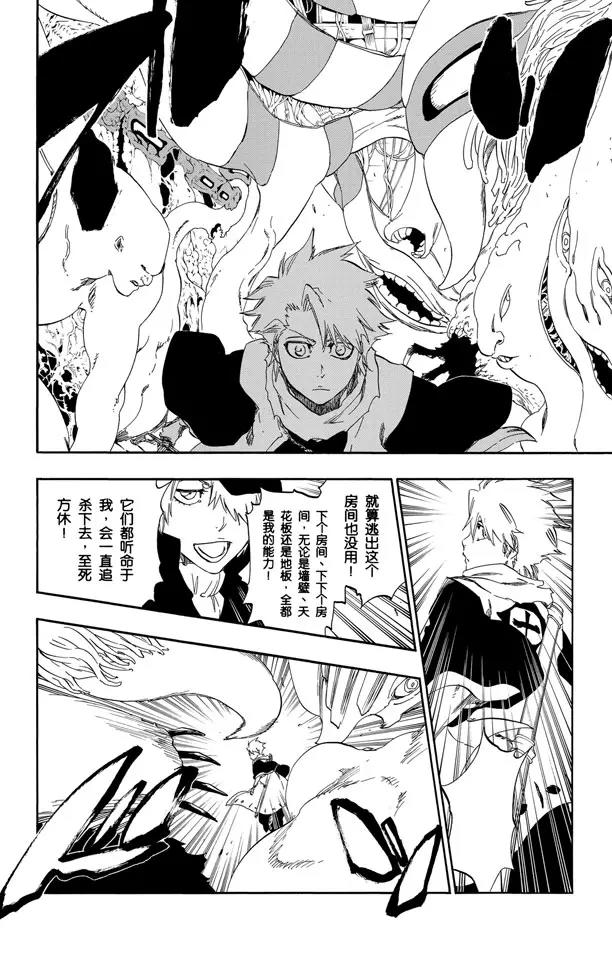 就算逃出这个
房间也没用！
下个房间、下下个房
间，无论是墙壁、天
花板还是地板，全都
是我的能力！
它们都听命于
我，会一直追
杀下去，至死
方休！
十